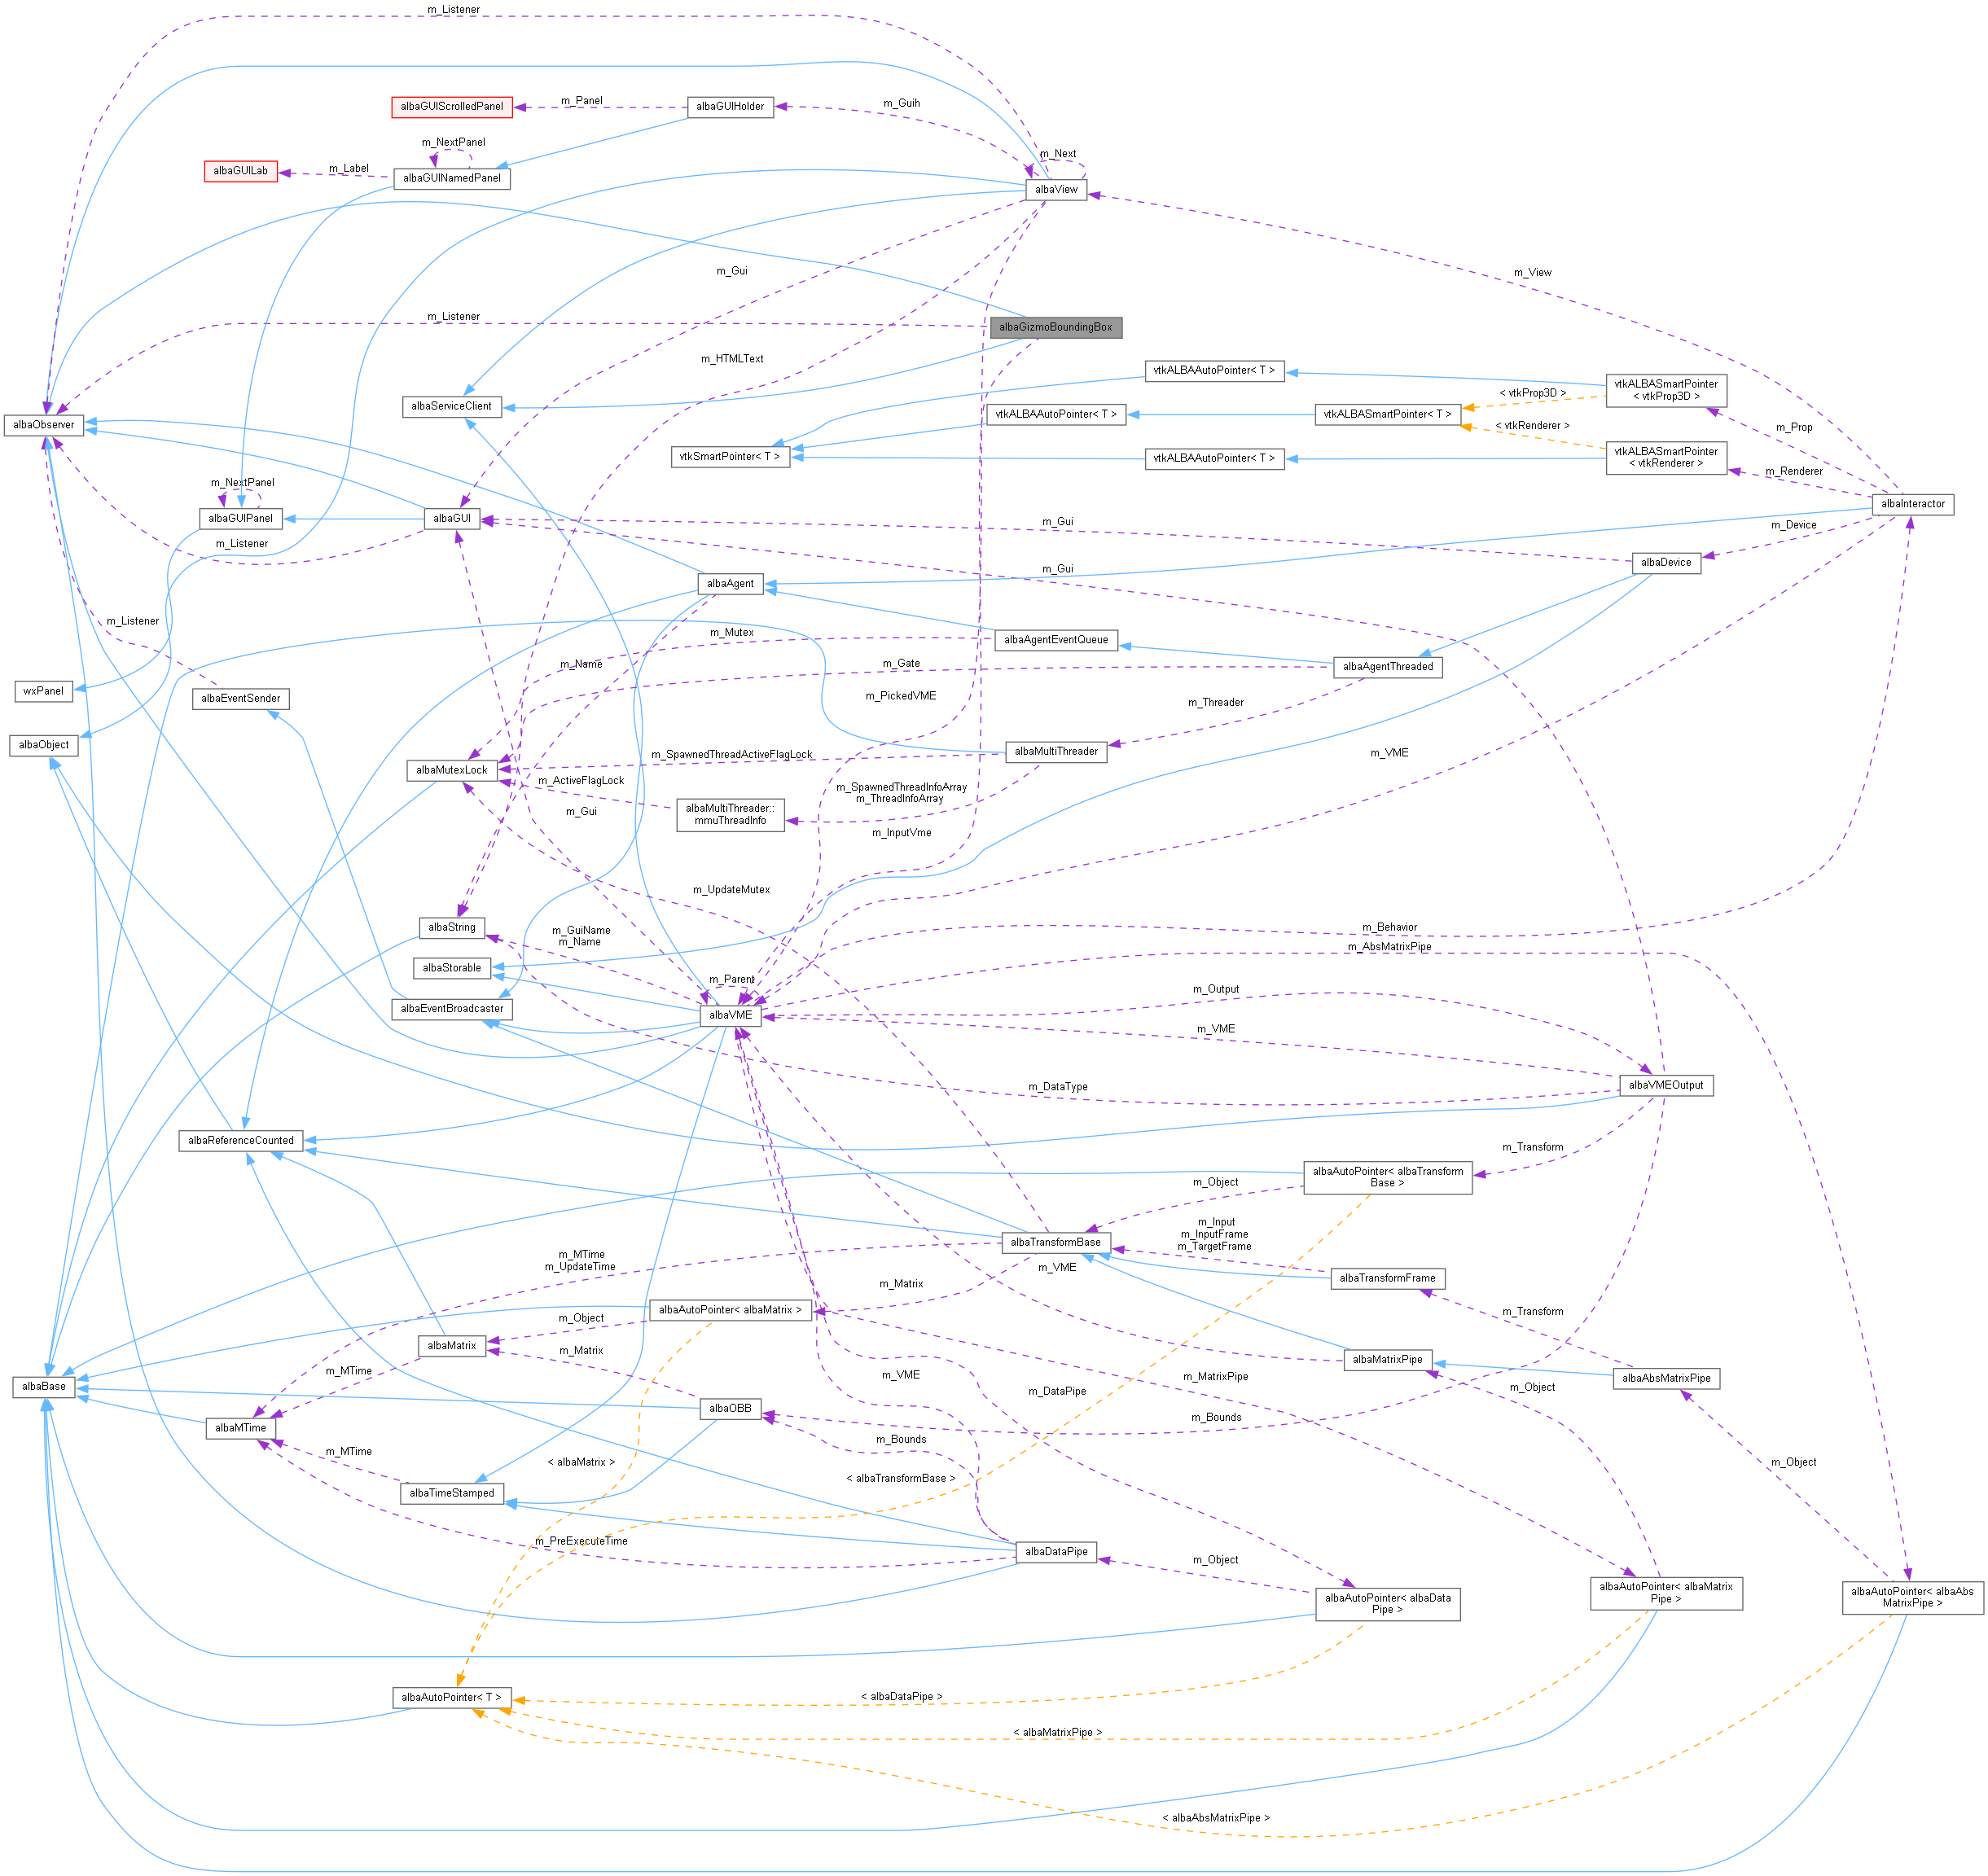 m_Listener
albaGUIScrolledPanel
m_Panel
albaGUIHolder
m_Guih
m_NextPanel
m_Next
albaGUILab
m_Label
albaGUINamedPanel
albaView
m_Gui
m_View
m_Listener
albaGizmoBoundingBox
m_HTMLText
vtkALBAAutoPointer< T >
vtkALBASmartPointer
< vtkProp3D >
< vtkProp3D >
albaServiceClient
vtkALBAAutoPointer< T >
vtkALBASmartPointer< T >
albaObserver
m_Prop
< vtkRenderer >
vtkSmartPointer< T >
vtkALBAAutoPointer< T >
vtkALBASmartPointer
< vtkRenderer >
m_Renderer
m_NextPanel
albaInteractor
albaGUIPanel
albaGUI
m_Gui
m_Device
m_Listener
albaDevice
m_Gui
albaAgent
m_Listener
m_Mutex
albaAgentEventQueue
m_Name
m_Gate
albaAgentThreaded
wxPanel
albaEventSender
m_PickedVME
m_Threader
albaObject
albaMultiThreader
m_SpawnedThreadActiveFlagLock
m_VME
albaMutexLock
m_ActiveFlagLock
m_SpawnedThreadInfoArray
m_ThreadInfoArray
albaMultiThreader::
mmuThreadInfo
m_Gui
m_InputVme
m_UpdateMutex
albaString
m_GuiName
m_Name
m_Behavior
m_AbsMatrixPipe
albaStorable
m_Parent
m_Output
albaEventBroadcaster
albaVME
m_VME
m_DataType
albaVMEOutput
albaReferenceCounted
m_Transform
albaAutoPointer< albaTransform
Base >
m_Object
m_Input
m_InputFrame
m_TargetFrame
albaTransformBase
m_MTime
m_UpdateTime
m_VME
albaTransformFrame
m_Matrix
albaAutoPointer< albaMatrix >
m_Transform
m_Object
albaMatrix
m_Matrix
albaMatrixPipe
m_MTime
m_VME
m_MatrixPipe
albaAbsMatrixPipe
albaBase
m_Object
m_DataPipe
albaOBB
m_Bounds
albaMTime
m_Bounds
m_MTime
< albaMatrix >
m_Object
< albaTransformBase >
albaTimeStamped
m_PreExecuteTime
albaDataPipe
m_Object
albaAutoPointer< albaData
Pipe >
albaAutoPointer< albaMatrix
Pipe >
albaAutoPointer< albaAbs
MatrixPipe >
albaAutoPointer< T >
< albaDataPipe >
< albaMatrixPipe >
< albaAbsMatrixPipe >